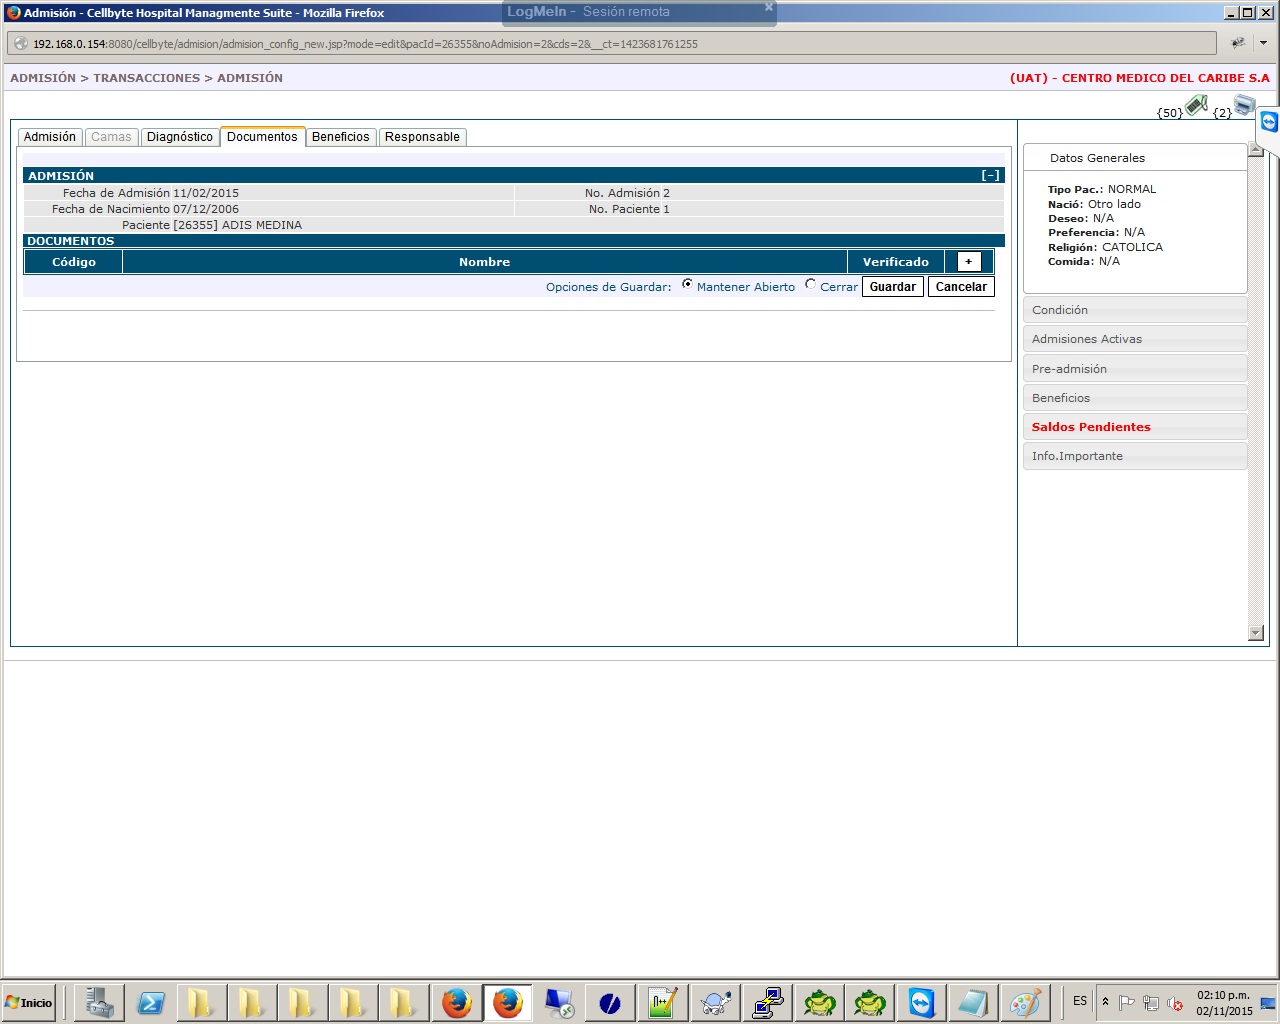 Admisión - Cellbyte Hospital Managmente Suite - Mozilla Firefox
LogMeIn - Sesión remota
192.168.0.154:8080/cellbyte/admision/admision_config_new.jsp?mode=edit&pacId=26355&noAdmision=2&cds=2&__ct=1423681761255
ADMISIÓN > TRANSACCIONES > ADMISIÓN
(UAT) - CENTRO MEDICO DEL CARIBE S.A
{50} {2}
Admisión Camas Diagnóstico Documentos Beneficios Responsable
ADMISIÓN [-]
Fecha de Admisión 11/02/2015 No. Admisión 2
Fecha de Nacimiento 07/12/2006 No. Paciente 1
Paciente [26355] ADIS MEDINA
DOCUMENTOS
Código Nombre Verificado +
Opciones de Guardar: Mantener Abierto Cerrar Guardar Cancelar
Datos Generales
Tipo Pac.: NORMAL
Nació: Otro lado
Deseo: N/A
Preferencia: N/A
Religión: CATOLICA
Comida: N/A
Condición
Admisiones Activas
Pre-admisión
Beneficios
Saldos Pendientes
Info.Importante
Inicio
ES
02:10 p.m.
02/11/2015